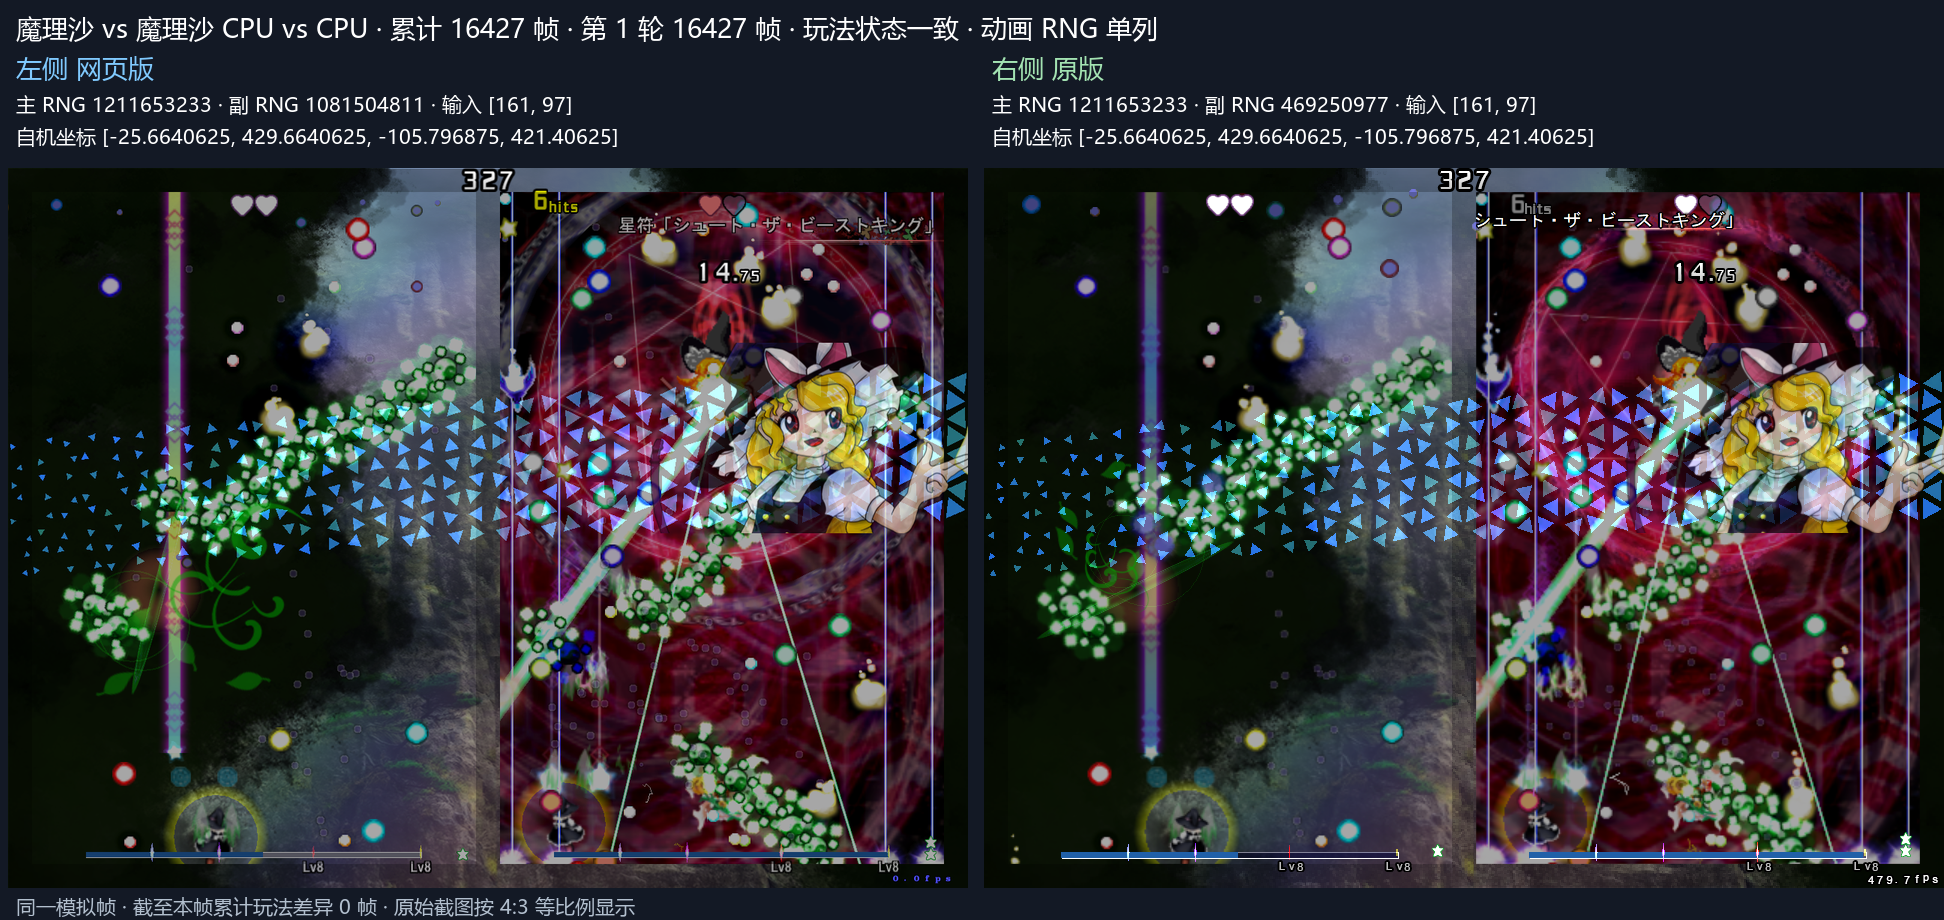 魔理沙 vs 魔理沙 CPU vs CPU · 累计 16427 帧 · 第 1 轮 16427 帧 · 玩法状态一致 · 动画 RNG 单列
左侧 网页版
主 RNG 1211653233 · 副 RNG 1081504811 · 输入 [161, 97]
自机坐标 [-25.6640625, 429.6640625, -105.796875, 421.40625]
327
6hits
星符「シュート・ザ・ビーストキング」
14.75
Lv8
Lv8
Lv8
Lv8
0.0fps
右侧 原版
主 RNG 1211653233 · 副 RNG 469250977 · 输入 [161, 97]
自机坐标 [-25.6640625, 429.6640625, -105.796875, 421.40625]
327
6hits
シュート・ザ・ビーストキング」
14.75
Lv8
Lv8
Lv8
Lv8
479.7fps
同一模拟帧 · 截至本帧累计玩法差异 0 帧 · 原始截图按 4:3 等比例显示